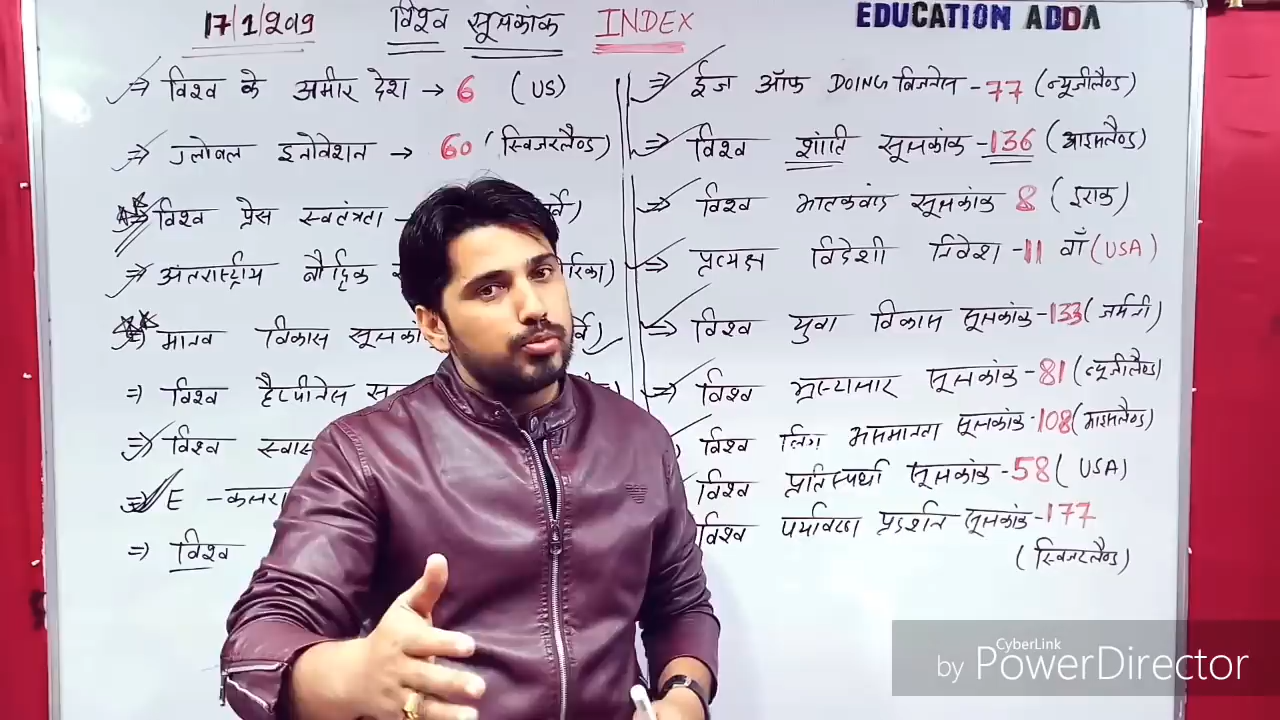 17/1/2019 विश्व सूचकांक INDEX
EDUCATION ADDA
⇒ विश्व के अमीर देश → 6 (US)
⇒ ग्लोबल इनोवेशन → 60 (स्विजरलैण्ड)
⇒ विश्व प्रेस स्वतंत्रता -
⇒ अंतरार्स्ट्रीय बौद्दिक
⇒ मानव विकास सूचकां
⇒ विश्व हैप्पीनेस
⇒ विश्व
⇒ E - कचरा
⇒ विश्व
⇒ ईज ऑफ DOING बिजनेस - 77 (न्यूजीलैण्ड)
⇒ विश्व शांति सूचकांक - 136 (आइसलैण्ड)
⇒ विश्व आतंकवाद सूचकांक 8 (इराक)
⇒ प्रत्यक्ष विदेशी निवेश - 11 वाँ (USA)
⇒ विश्व युवा विकास सूचकांक - 133 (जर्मनी)
⇒ विश्व भ्रष्टाचार सूचकांक - 81 (न्यूजीलैण्ड)
विश्व लिंग असमानता सूचकांक - 108 (आइसलैण्ड)
विश्व प्रतिस्पर्धा सूचकांक - 58 (USA)
विश्व पर्यावरण प्रदर्शन सूचकांक - 177
(स्विजरलैण्ड)
CyberLink
by PowerDirector